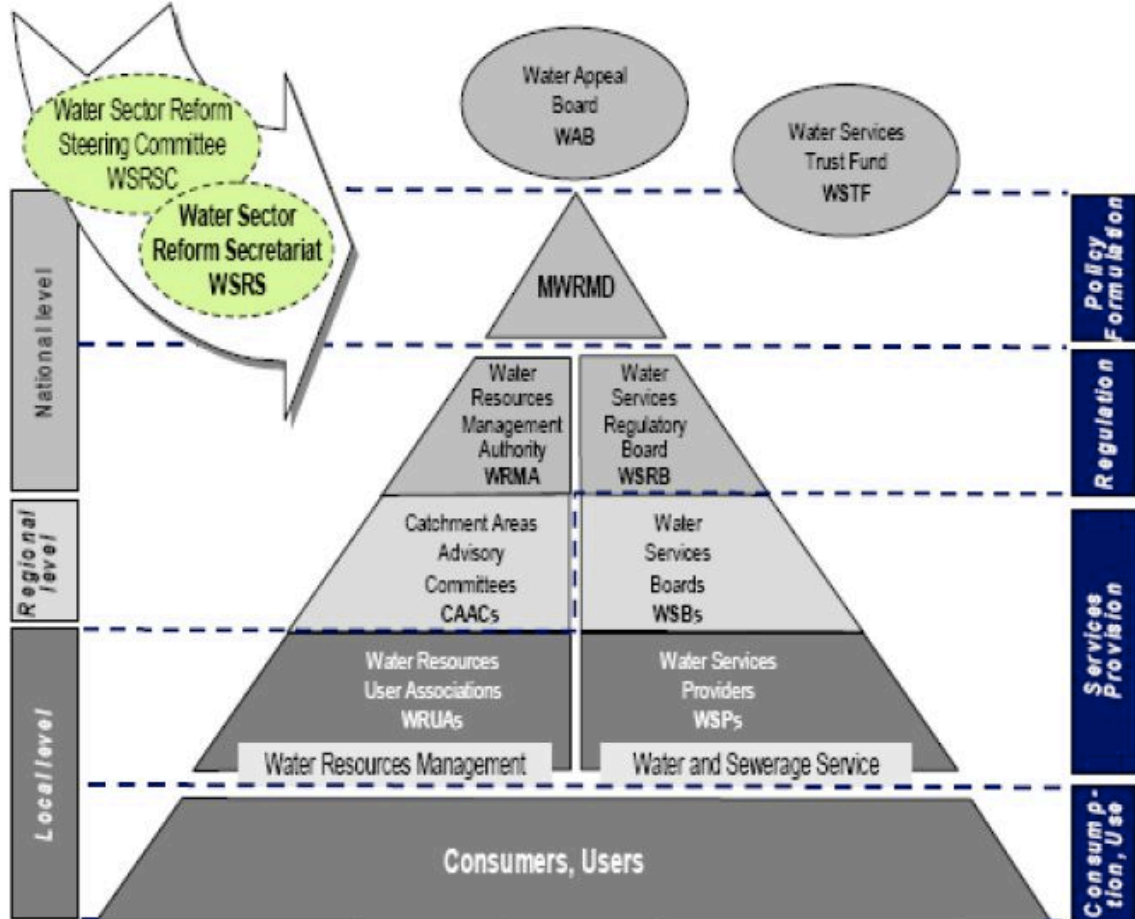 Water Sector Reform
Steering Committee
WSRSC
Water Sector
Reform Secretariat
WSRS
Water Appeal
Board
WAB
Water Services
Trust Fund
WSTF
National level
Regional
level
Local level
MWRMD
Water
Resources
Management
Authority
WRMA
Water
Services
Regulatory
Board
WSRB
Catchment Areas
Advisory
Committees
CAACs
Water
Services
Boards
WSBs
Water Resources
User Associations
WRUAs
Water Services
Providers
WSPs
Water Resources Management
Water and Sewerage Service
Consumers, Users
Policy
Formulation
Regulation
Services
Provision
Consump-
tion, Use